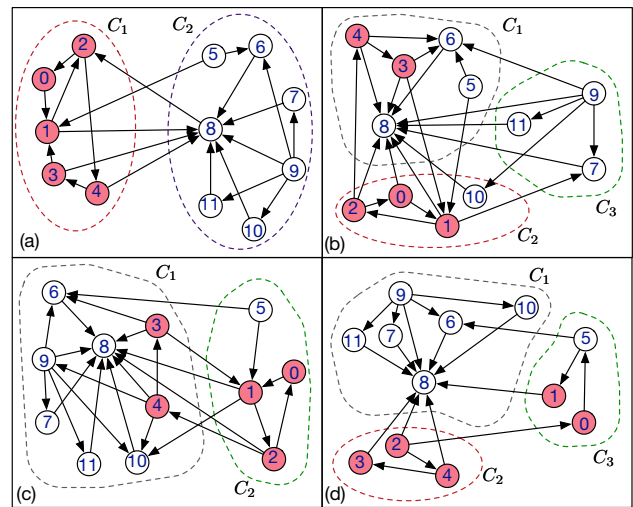 C₁ C₂
2 5 6
0 7
1 8
3 9
4 11 10
(a)
C₁
4 6
3 5 9
8 11
7
2 0 10 C₃
1
(b) C₂
C₁
6 3 5
9 8
4 1 0
7
11 10 2
(c) C₂
C₁
9 10
11 7 6 5
8
1
2 0
3 4 C₃
(d) C₂